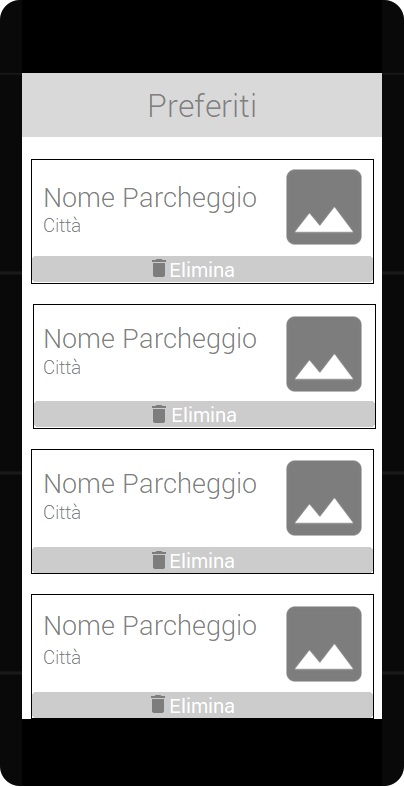 Preferiti
Nome Parcheggio
Città
Elimina
Nome Parcheggio
Città
Elimina
Nome Parcheggio
Città
Elimina
Nome Parcheggio
Città
Elimina